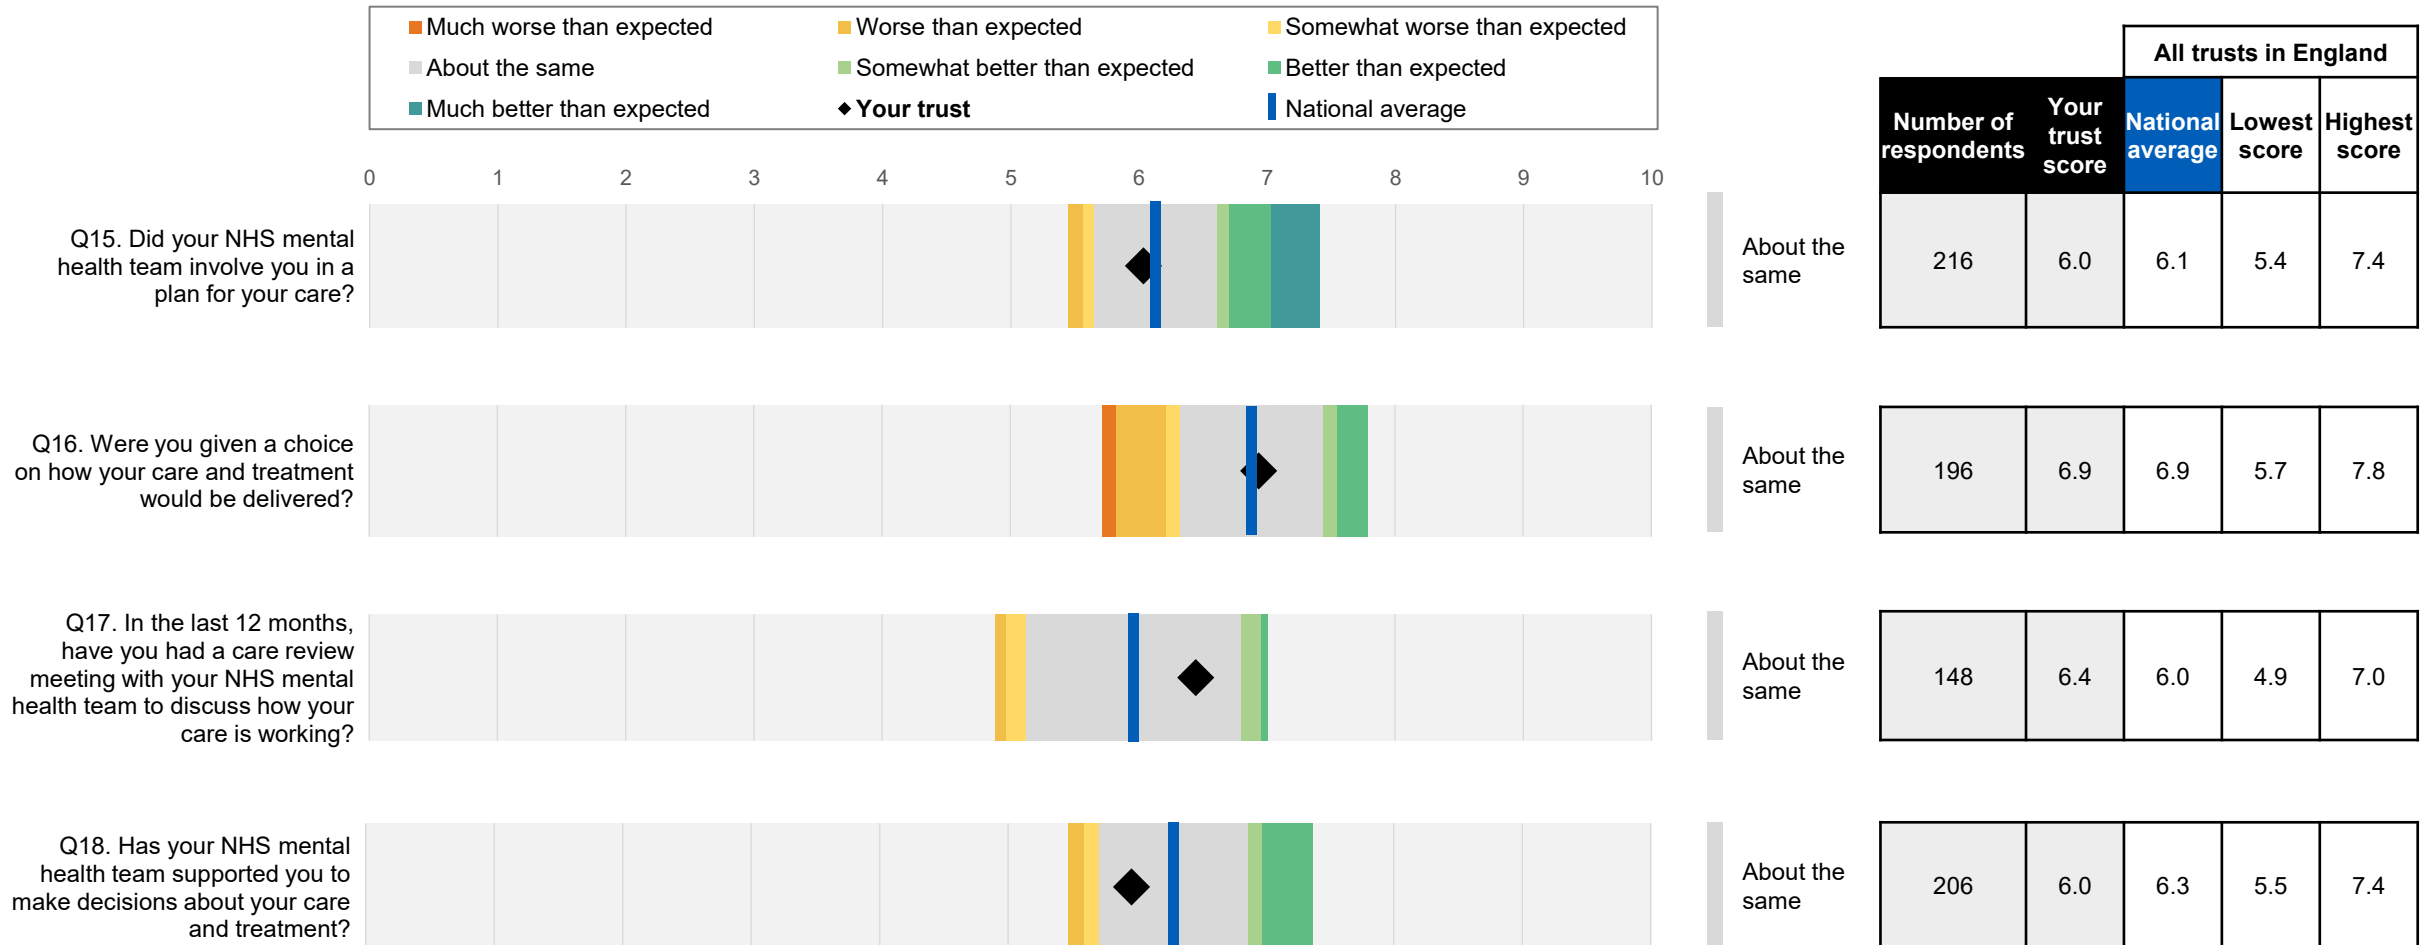 Much worse than expected
Worse than expected
Somewhat worse than expected
About the same
Somewhat better than expected
Better than expected
Much better than expected
Your trust
National average
All trusts in England
Number of
respondents
Your
trust
score
National
average
Lowest
score
Highest
score
0 1 2 3 4 5 6 7 8 9 10
Q15. Did your NHS mental
health team involve you in a
plan for your care?
About the
same
216 6.0 6.1 5.4 7.4
Q16. Were you given a choice
on how your care and treatment
would be delivered?
About the
same
196 6.9 6.9 5.7 7.8
Q17. In the last 12 months,
have you had a care review
meeting with your NHS mental
health team to discuss how your
care is working?
About the
same
148 6.4 6.0 4.9 7.0
Q18. Has your NHS mental
health team supported you to
make decisions about your care
and treatment?
About the
same
206 6.0 6.3 5.5 7.4